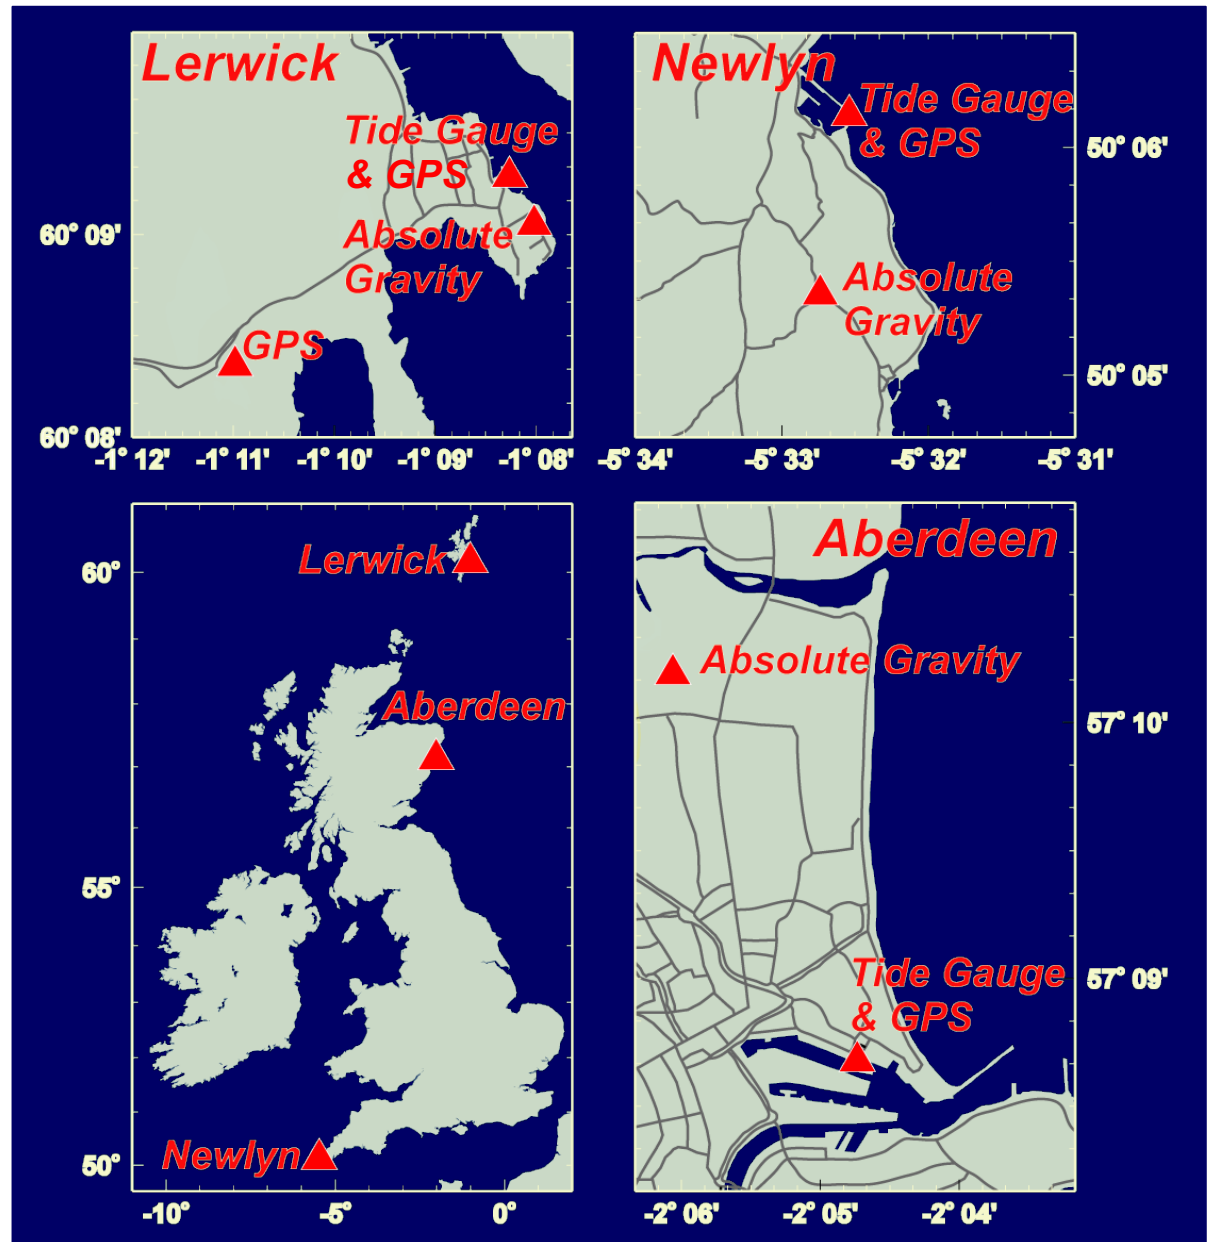 Lerwick
Tide Gauge
& GPS
Absolute
Gravity
GPS
60° 09'
60° 08'
-1° 12' -1° 11' -1° 10' -1° 09' -1° 08'
Newlyn
Tide Gauge
& GPS
Absolute
Gravity
50° 06'
50° 05'
-5° 34' -5° 33' -5° 32' -5° 31'
Lerwick
Aberdeen
Newlyn
60°
55°
50°
-10° -5° 0°
Aberdeen
Absolute Gravity
Tide Gauge
& GPS
57° 10'
57° 09'
-2° 06' -2° 05' -2° 04'